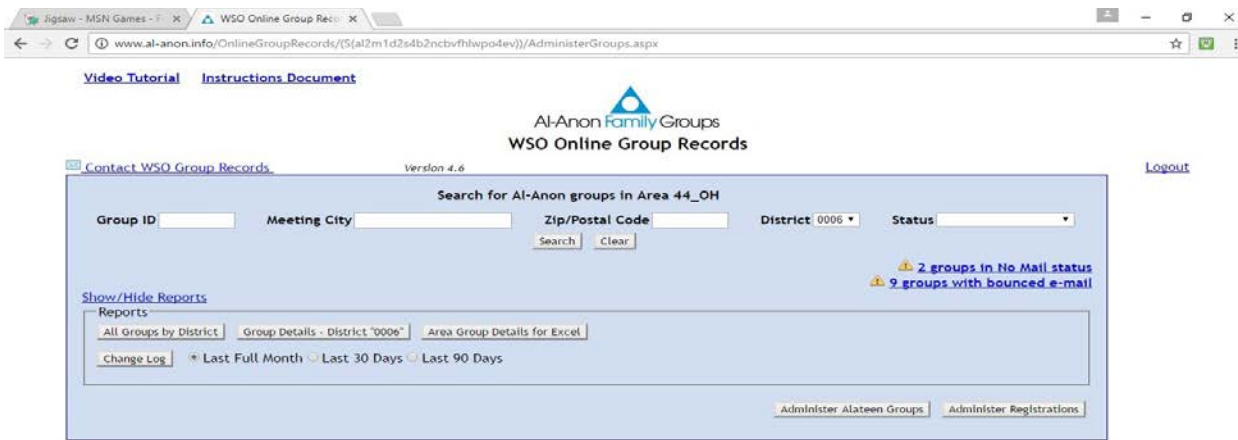 Jigsaw - MSN Games - F
WSO Online Group Reco
www.al-anon.info/OnlineGroupRecords/(S(al2m1d2s4b2ncbvfhlwpo4ev))/AdministerGroups.aspx
Video Tutorial Instructions Document
Al-Anon Family Groups
WSO Online Group Records
Contact WSO Group Records Version 4.6 Logout
Search for Al-Anon groups in Area 44_OH
Group ID Meeting City Zip/Postal Code District 0006 Status
Search Clear
2 groups in No Mail status
9 groups with bounced e-mail
Show/Hide Reports
Reports
All Groups by District Group Details - District "0006" Area Group Details for Excel
Change Log Last Full Month Last 30 Days Last 90 Days
Administer Alateen Groups Administer Registrations